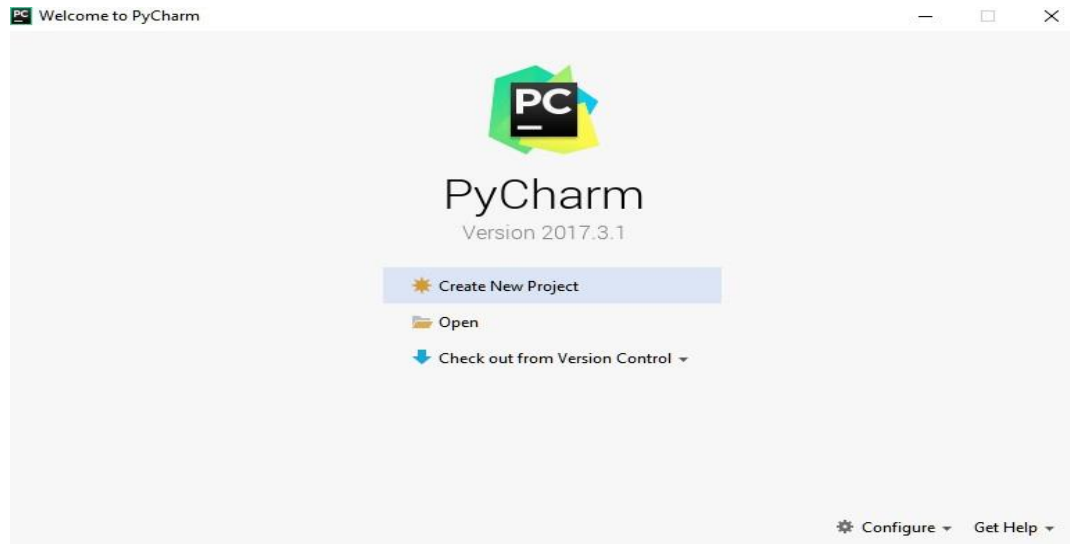 PC Welcome to PyCharm
PC
PyCharm
Version 2017.3.1
Create New Project
Open
Check out from Version Control
Configure Get Help